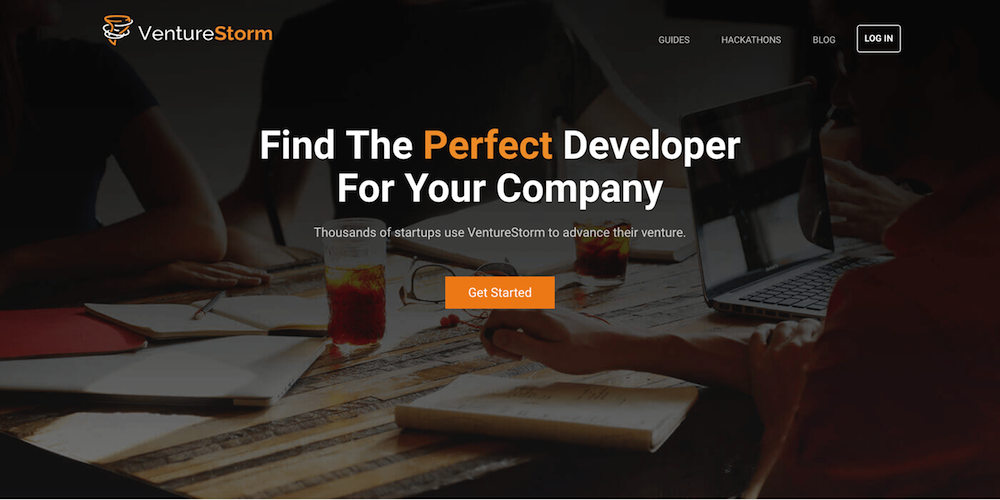 VentureStorm
GUIDES
HACKATHONS
BLOG
LOG IN
Find The Perfect Developer
For Your Company
Thousands of startups use VentureStorm to advance their venture.
Get Started